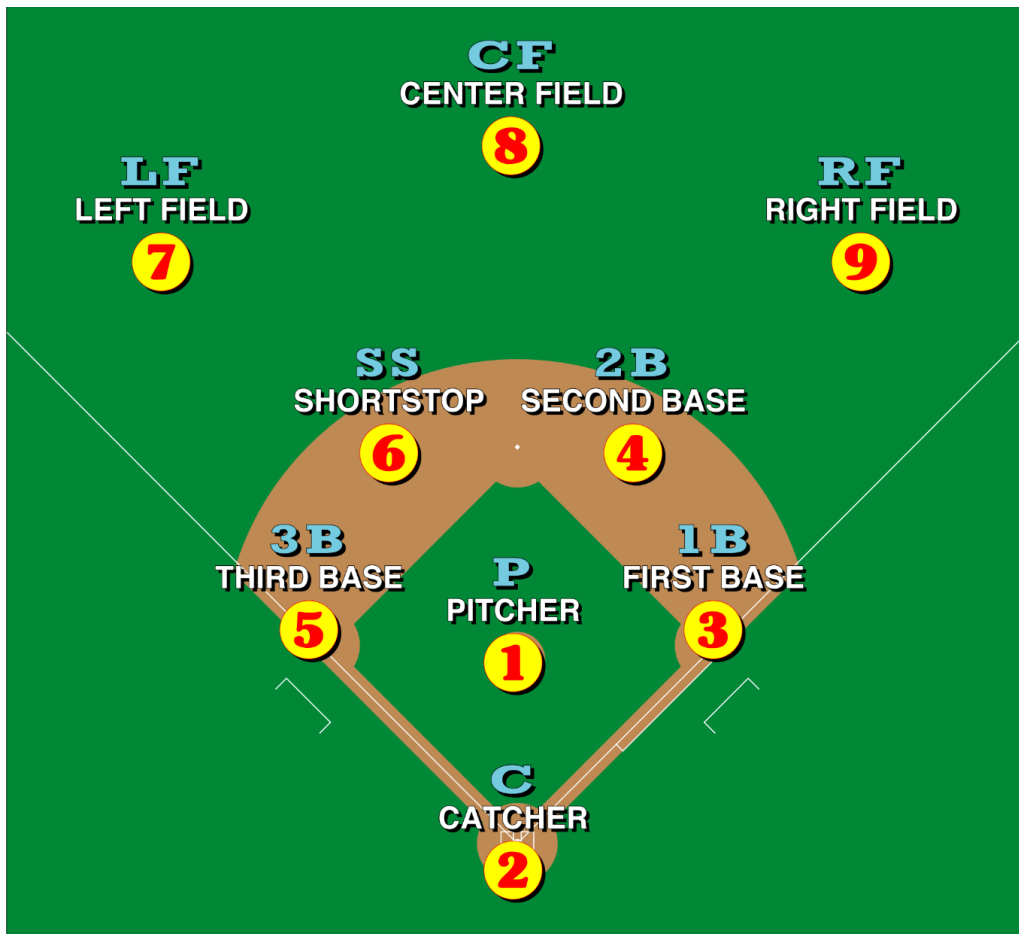 CF
CENTER FIELD
8
LF
LEFT FIELD
7
RF
RIGHT FIELD
9
SS
SHORTSTOP
6
2B
SECOND BASE
4
3B
THIRD BASE
5
P
PITCHER
1
1B
FIRST BASE
3
C
CATCHER
2